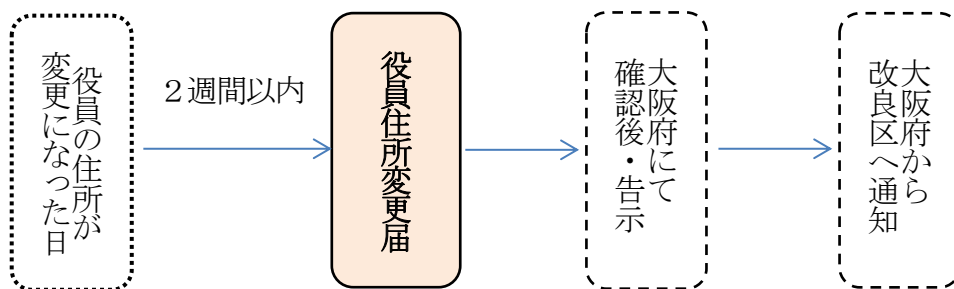 役員の住所が
変更になった日
２週間以内
役員住所変更届
大阪府にて
確認後・告示
大阪府から
改良区へ通知